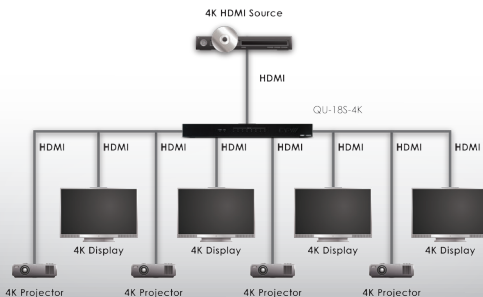 4K HDMI Source
HDMI
QU-18S-4K
HDMI HDMI HDMI HDMI HDMI HDMI HDMI HDMI
4K Display 4K Display 4K Display 4K Display
4K Projector 4K Projector 4K Projector 4K Projector